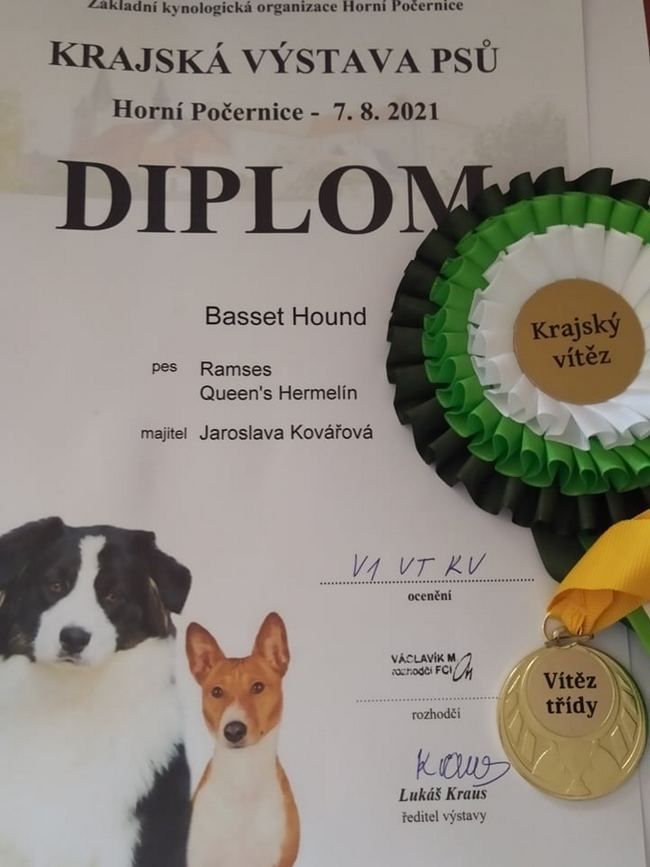 Základní kynologická organizace Horní Počernice
KRAJSKÁ VÝSTAVA PSŮ
Horní Počernice - 7. 8. 2021
DIPLOM
Basset Hound
pes Ramses
Queen's Hermelín
majitel Jaroslava Kovářová
Krajský
vítěz
V1 VT KV
ocenění
VÁCLAVÍK M
rozhodčí FCI
rozhodčí
Vítěz
třídy
Kraus
Lukáš Kraus
ředitel výstavy